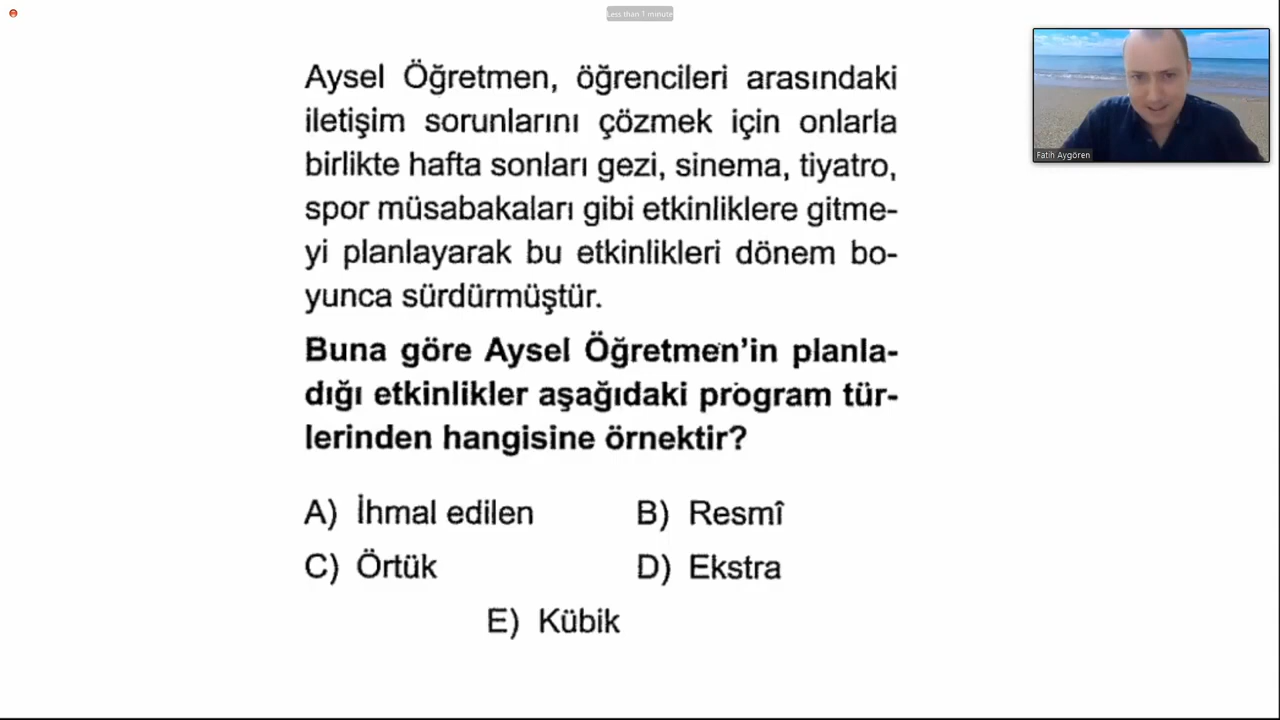 Less than 1 minute
Aysel Öğretmen, öğrencileri arasındaki
iletişim sorunlarını çözmek için onlarla
birlikte hafta sonları gezi, sinema, tiyatro,
spor müsabakaları gibi etkinliklere gitme-
yi planlayarak bu etkinlikleri dönem bo-
yunca sürdürmüştür.
Buna göre Aysel Öğretmen'in planla-
dığı etkinlikler aşağıdaki program tür-
lerinden hangisine örnektir?
A) İhmal edilen B) Resmî
C) Örtük D) Ekstra
E) Kübik
Fatih Aygören